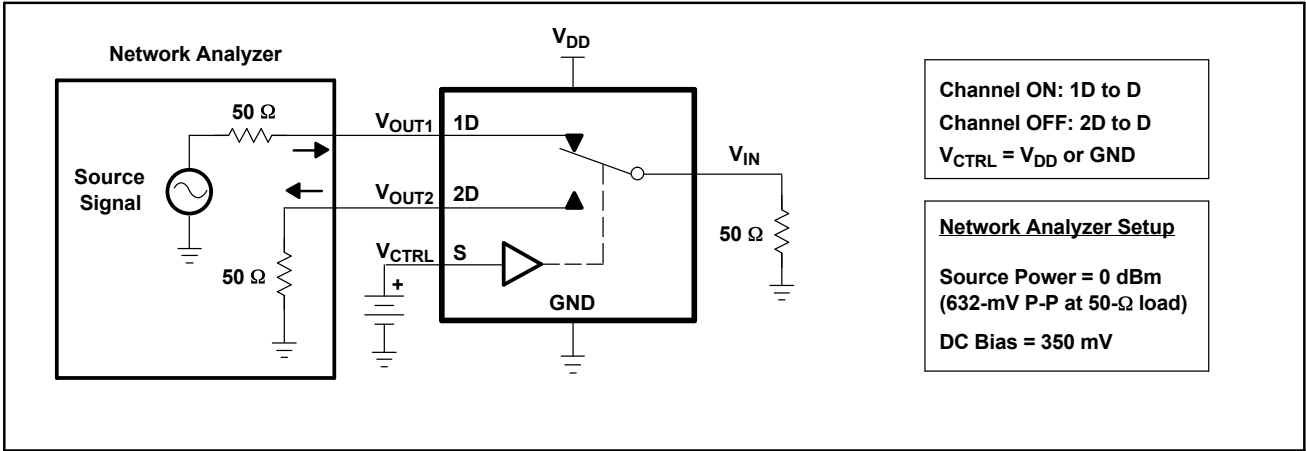 Network Analyzer
50 Ω
Source
Signal
50 Ω
V_DD
V_OUT1 1D
V_OUT2 2D
V_CTRL S
+
GND
V_IN
50 Ω
Channel ON: 1D to D
Channel OFF: 2D to D
V_CTRL = V_DD or GND
Network Analyzer Setup
Source Power = 0 dBm
(632-mV P-P at 50-Ω load)
DC Bias = 350 mV